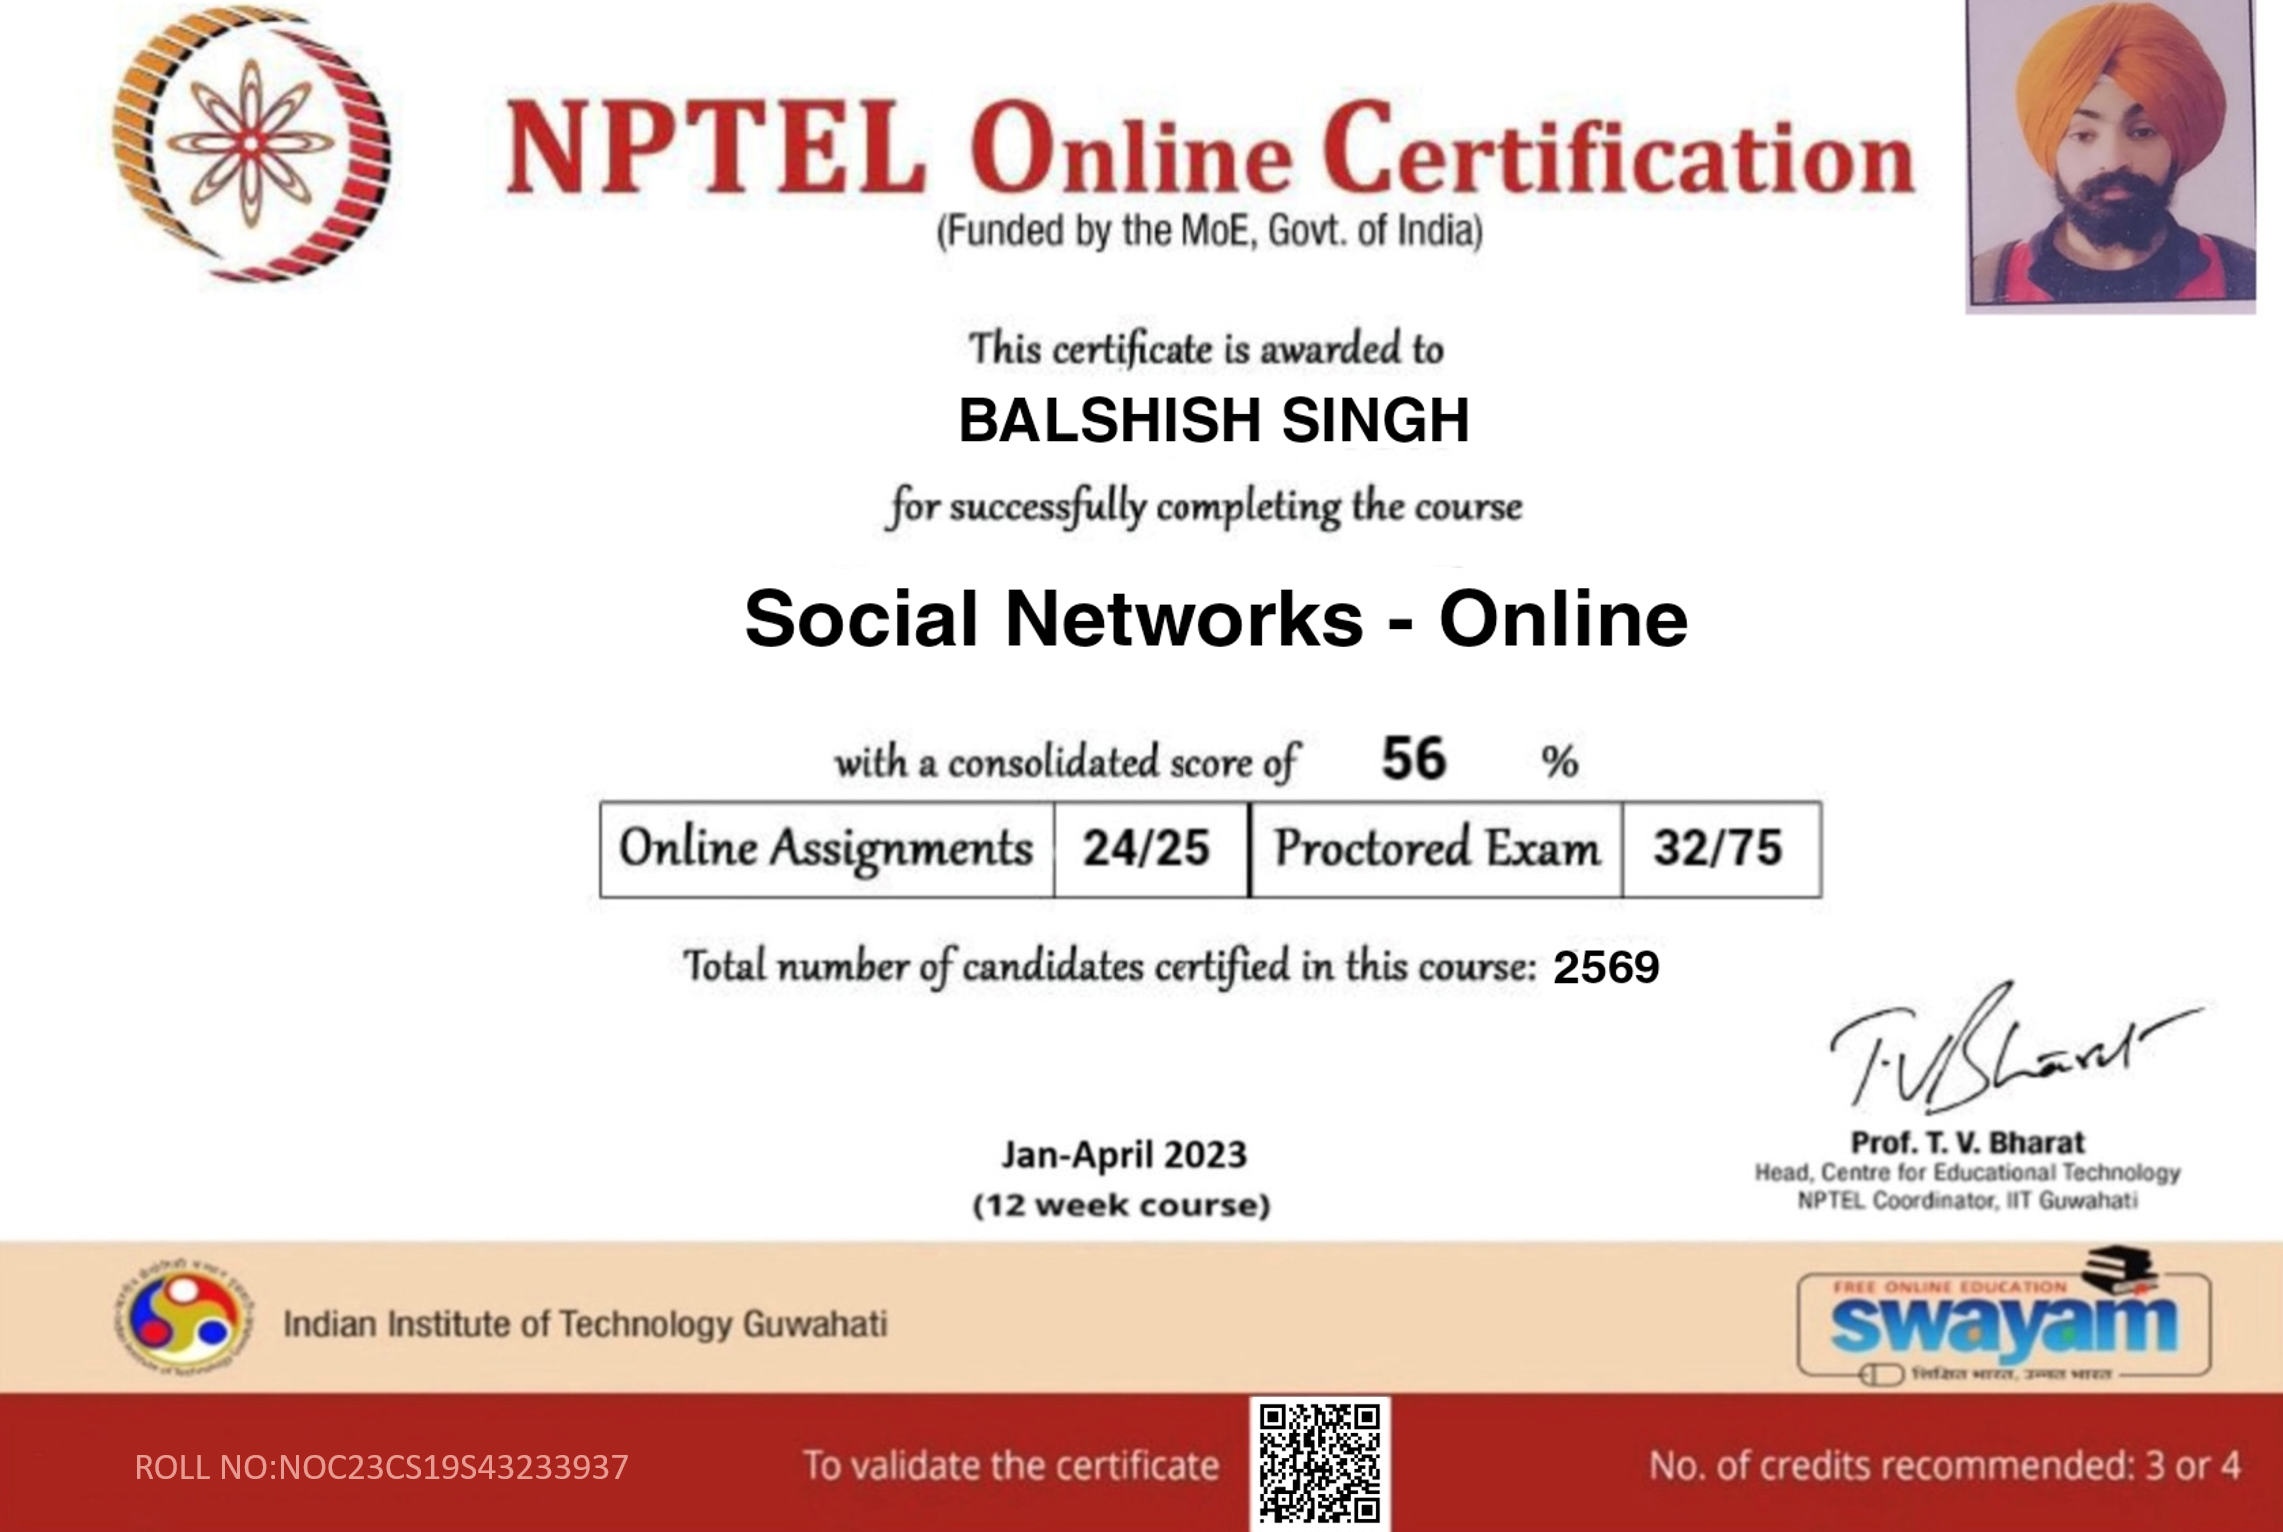 NPTEL Online Certification
(Funded by the MoE, Govt. of India)
This certificate is awarded to
BALSHISH SINGH
for successfully completing the course
Social Networks - Online
with a consolidated score of 56 %
Online Assignments 24/25 Proctored Exam 32/75
Total number of candidates certified in this course: 2569
Jan-April 2023
(12 week course)
Prof. T. V. Bharat
Head, Centre for Educational Technology
NPTEL Coordinator, IIT Guwahati
Indian Institute of Technology Guwahati
FREE ONLINE EDUCATION
swayam
शिक्षित भारत, उन्नत भारत
ROLL NO:NOC23CS19S43233937
To validate the certificate
No. of credits recommended: 3 or 4